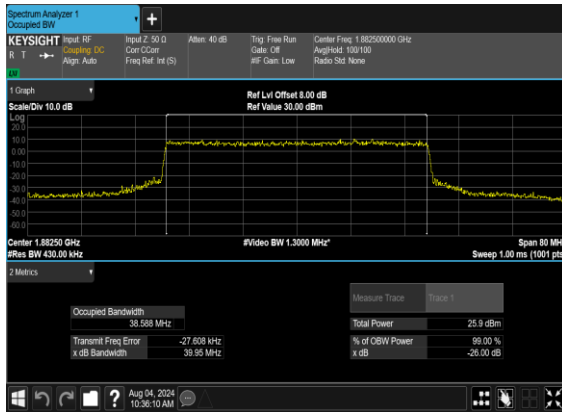 Spectrum Analyzer 1
Occupied BW
KEYSIGHT
R T
LXI
Input: RF
Coupling: DC
Align: Auto
Input Z: 50 Ω
Corr CCorr
Freq Ref: Int (S)
Atten: 40 dB
Trig: Free Run
Gate: Off
#IF Gain: Low
Center Freq: 1.882500000 GHz
Avg|Hold: 100/100
Radio Std: None
1 Graph
Scale/Div 10.0 dB
Ref Lvl Offset 8.00 dB
Ref Value 30.00 dBm
Log
20.0
10.0
0.00
-10.0
-20.0
-30.0
-40.0
-50.0
-60.0
Center 1.88250 GHz
#Res BW 430.00 kHz
#Video BW 1.3000 MHz*
Span 80 MH
Sweep 1.00 ms (1001 pts
2 Metrics
Measure Trace Trace 1
Occupied Bandwidth
38.588 MHz
Total Power 25.9 dBm
Transmit Freq Error -27.608 kHz
% of OBW Power 99.00 %
x dB Bandwidth 39.95 MHz
x dB -26.00 dB
?
Aug 04, 2024
10:36:10 AM